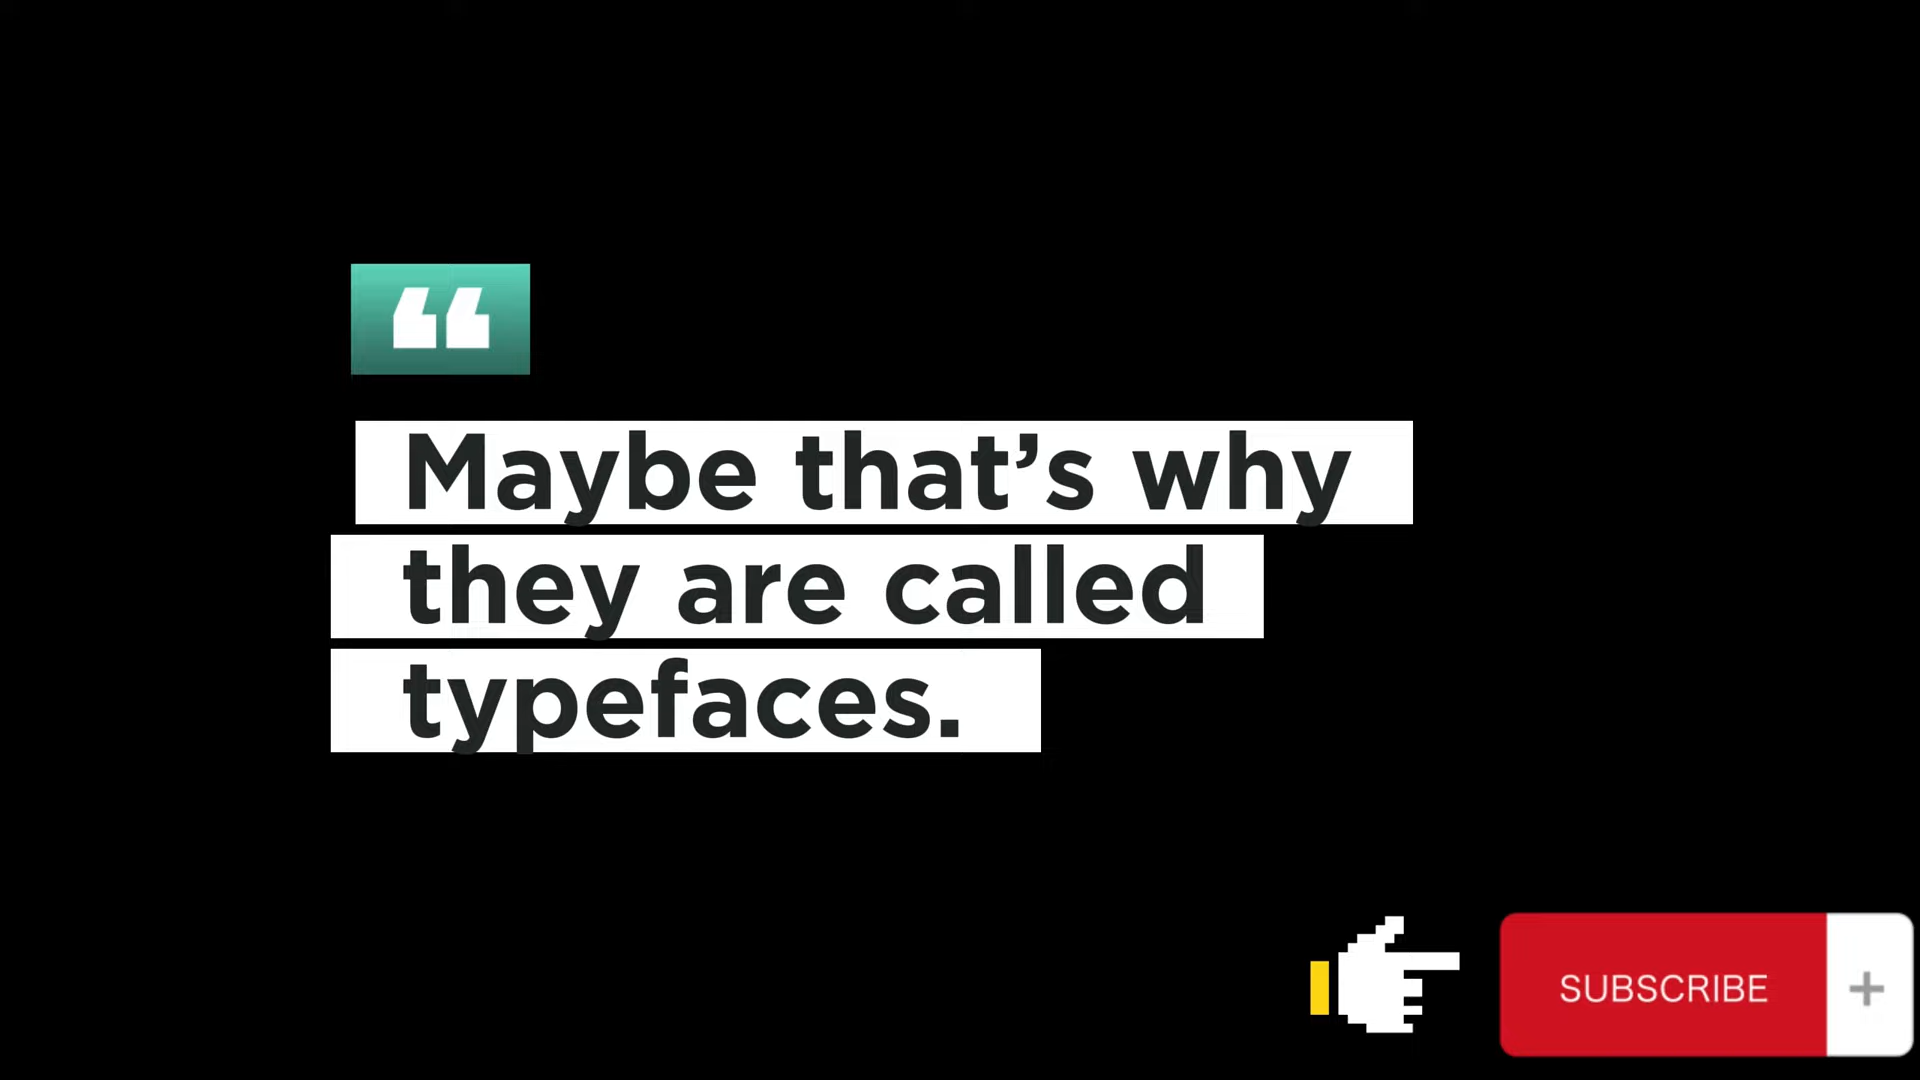 “
Maybe that’s why
they are called
typefaces.
SUBSCRIBE +